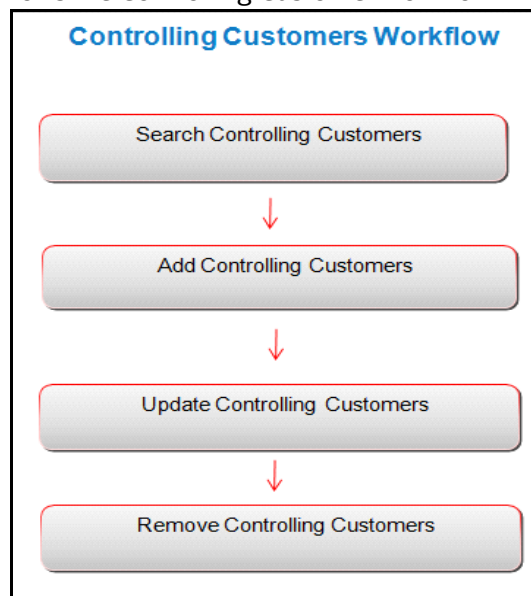 Controlling Customers Workflow
Search Controlling Customers
Add Controlling Customers
Update Controlling Customers
Remove Controlling Customers